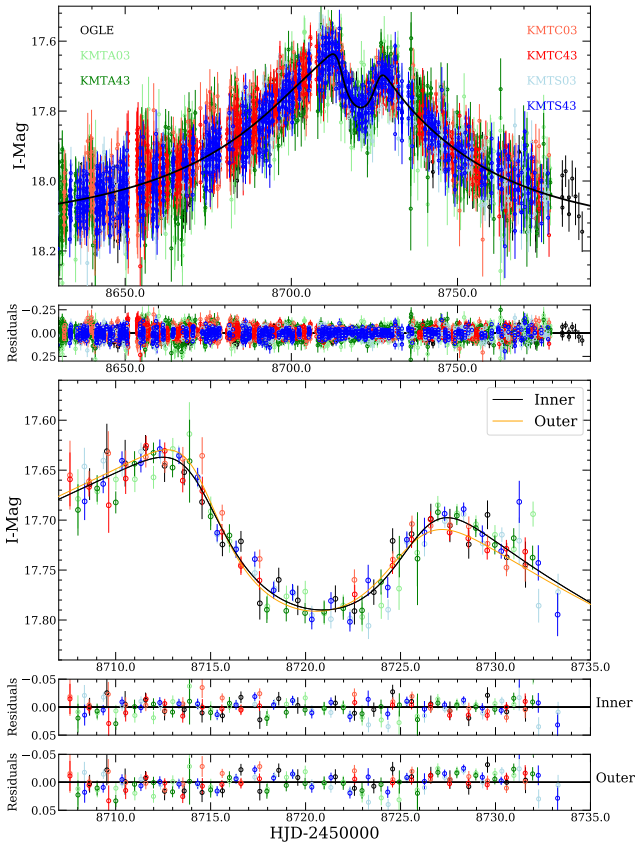 17.6
17.8
18.0
18.2
I-Mag
OGLE
KMTA03
KMTA43
KMTC03
KMTC43
KMTS03
KMTS43
8650.0 8700.0 8750.0
Residuals
−0.25
0.00
0.25
8650.0 8700.0 8750.0
17.60
17.65
17.70
17.75
17.80
I-Mag
Inner
Outer
8710.0 8715.0 8720.0 8725.0 8730.0 8735.0
Residuals
−0.05
0.00
0.05
Inner
Residuals
−0.05
0.00
0.05
Outer
8710.0 8715.0 8720.0 8725.0 8730.0 8735.0
HJD-2450000